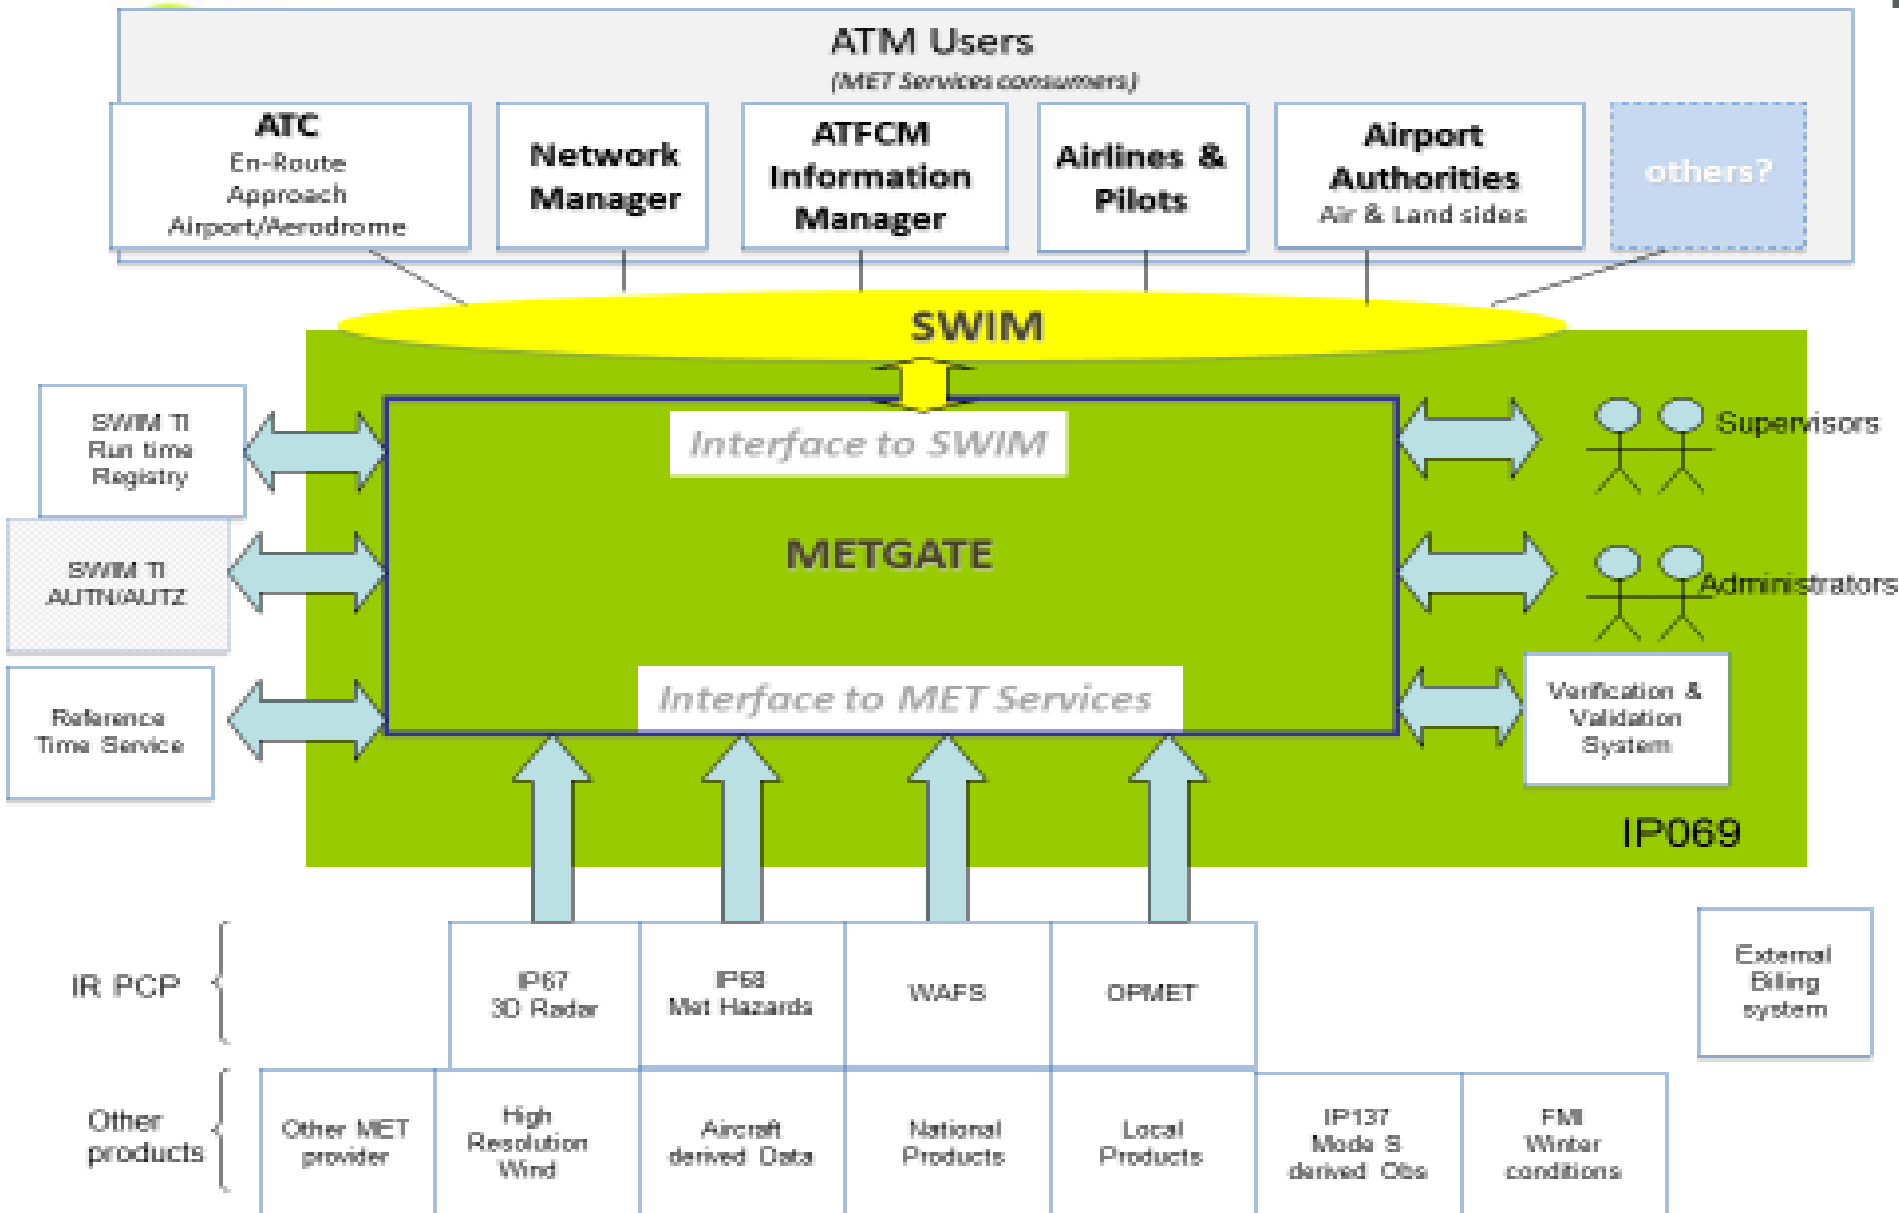 ATM Users
(MET Services consumers)
ATC
En-Route
Approach
Airport/Aerodrome
Network
Manager
ATFCM
Information
Manager
Airlines &
Pilots
Airport
Authorities
Air & Land sides
others?
SWIM
SWIM TI
Run time
Registry
Interface to SWIM
Supervisors
METGATE
SWIM TI
AUTN/AUTZ
Administrators
Reference
Time Service
Interface to MET Services
Verification &
Validation
System
IP069
IR PCP
IP67
3D Radar
IP68
Met Hazards
WAFS
OPMET
External
Billing
system
Other
products
Other MET
provider
High
Resolution
Wind
Aircraft
derived Data
National
Products
Local
Products
IP137
Mode S
derived Obs
FMI
Winter
conditions